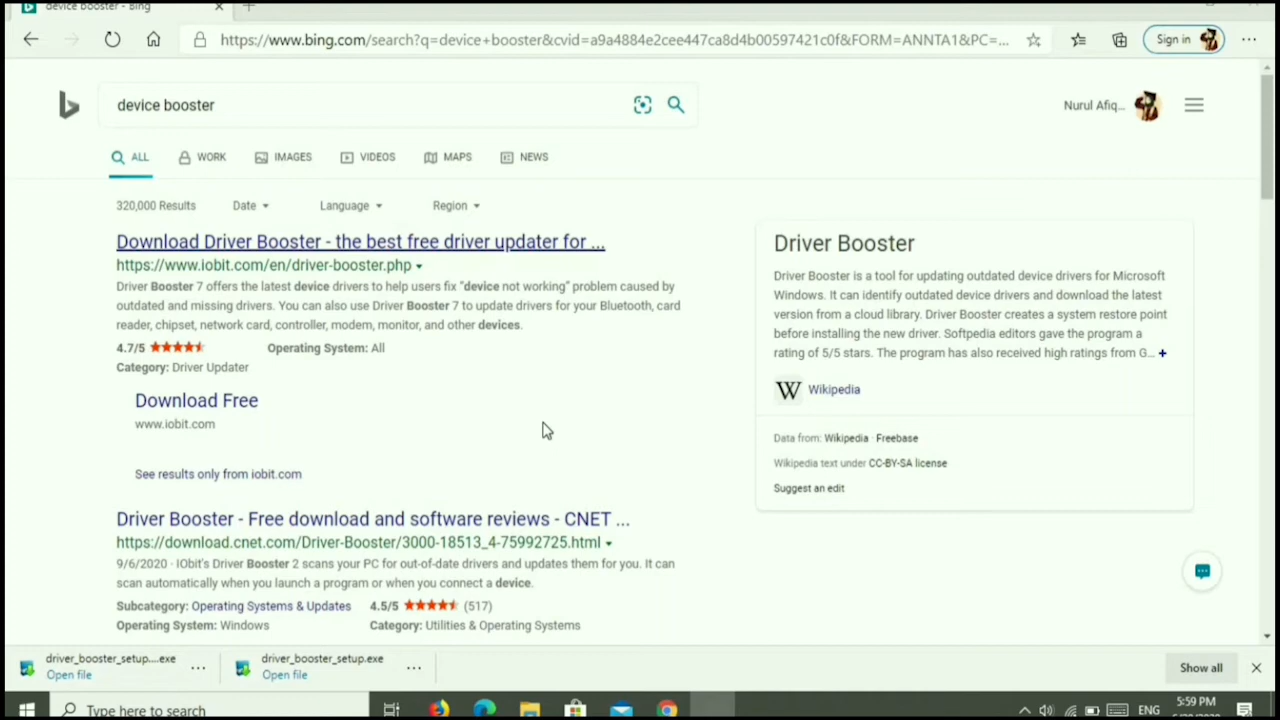 device booster - Bing
https://www.bing.com/search?q=device+booster&cvid=a9a4884e2cee447ca8d4b00597421c0f&FORM=ANNTA1&PC=...
Sign in
device booster
Nurul Afiq...
ALL
WORK
IMAGES
VIDEOS
MAPS
NEWS
320,000 Results
Date
Language
Region
Download Driver Booster - the best free driver updater for ...
https://www.iobit.com/en/driver-booster.php
Driver Booster 7 offers the latest device drivers to help users fix "device not working" problem caused by
outdated and missing drivers. You can also use Driver Booster 7 to update drivers for your Bluetooth, card
reader, chipset, network card, controller, modem, monitor, and other devices.
4.7/5
Operating System: All
Category: Driver Updater
Download Free
www.iobit.com
See results only from iobit.com
Driver Booster - Free download and software reviews - CNET ...
https://download.cnet.com/Driver-Booster/3000-18513_4-75992725.html
9/6/2020 · IObit's Driver Booster 2 scans your PC for out-of-date drivers and updates them for you. It can
scan automatically when you launch a program or when you connect a device.
Subcategory: Operating Systems & Updates
4.5/5
(517)
Operating System: Windows
Category: Utilities & Operating Systems
Driver Booster
Driver Booster is a tool for updating outdated device drivers for Microsoft
Windows. It can identify outdated device drivers and download the latest
version from a cloud library. Driver Booster creates a system restore point
before installing the new driver. Softpedia editors gave the program a
rating of 5/5 stars. The program has also received high ratings from G... +
W
Wikipedia
Data from: Wikipedia · Freebase
Wikipedia text under CC-BY-SA license
Suggest an edit
driver_booster_setup....exe
Open file
driver_booster_setup.exe
Open file
Show all
Type here to search
ENG
5:59 PM